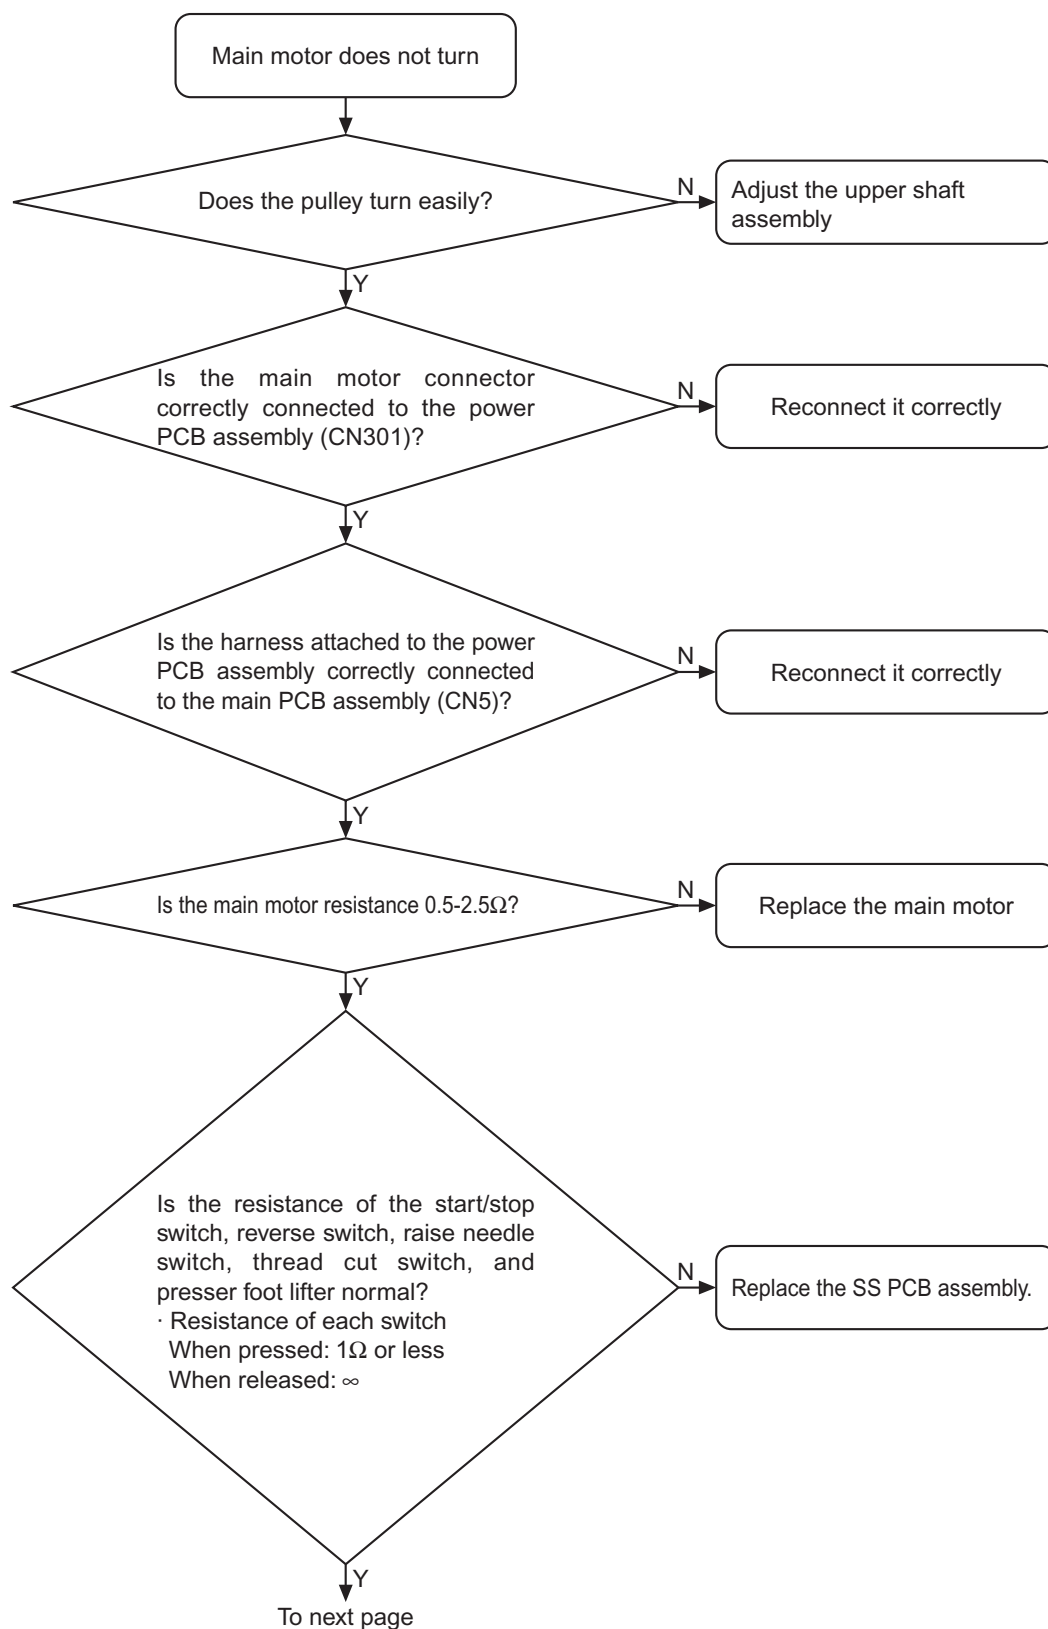 Main motor does not turn
Does the pulley turn easily?
N
Adjust the upper shaft
assembly
Y
Is the main motor connector
correctly connected to the power
PCB assembly (CN301)?
N
Reconnect it correctly
Y
Is the harness attached to the power
PCB assembly correctly connected
to the main PCB assembly (CN5)?
N
Reconnect it correctly
Y
Is the main motor resistance 0.5-2.5Ω?
N
Replace the main motor
Y
Is the resistance of the start/stop
switch, reverse switch, raise needle
switch, thread cut switch, and
presser foot lifter normal?
· Resistance of each switch
When pressed: 1Ω or less
When released: ∞
N
Replace the SS PCB assembly.
Y
To next page